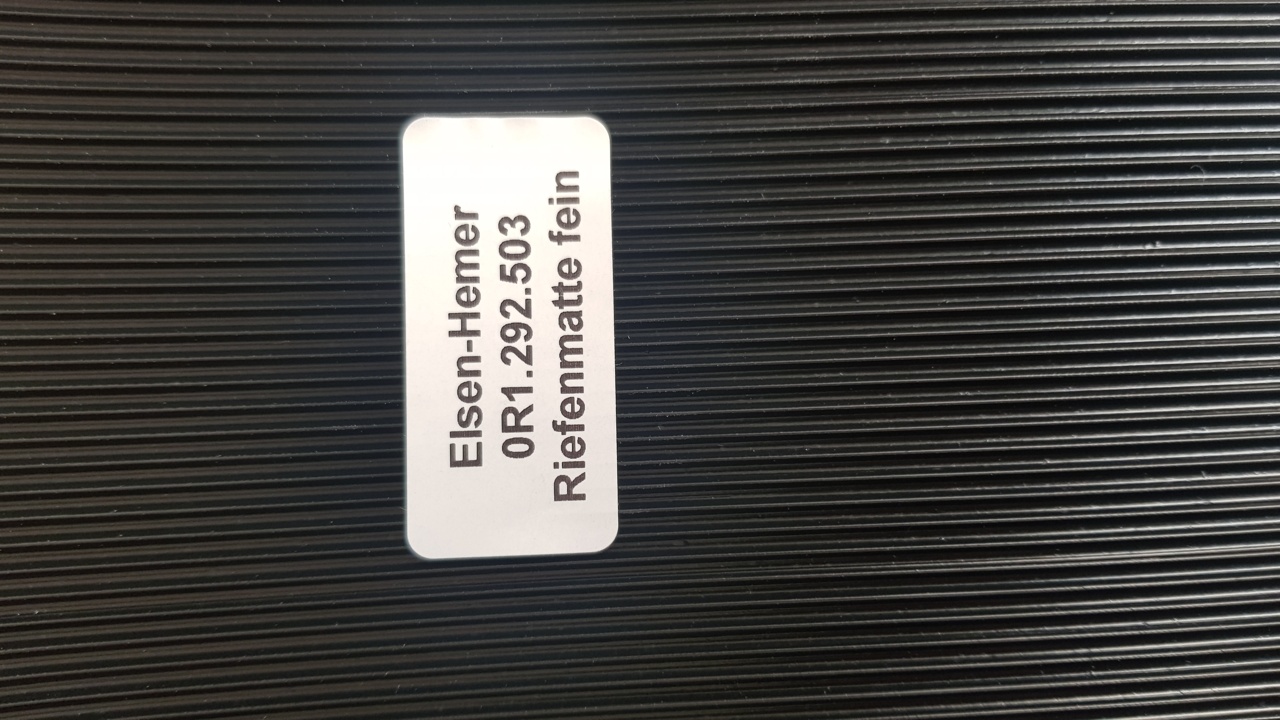 Elsen-Hemer
0R1.292.503
Riefenmatte fein